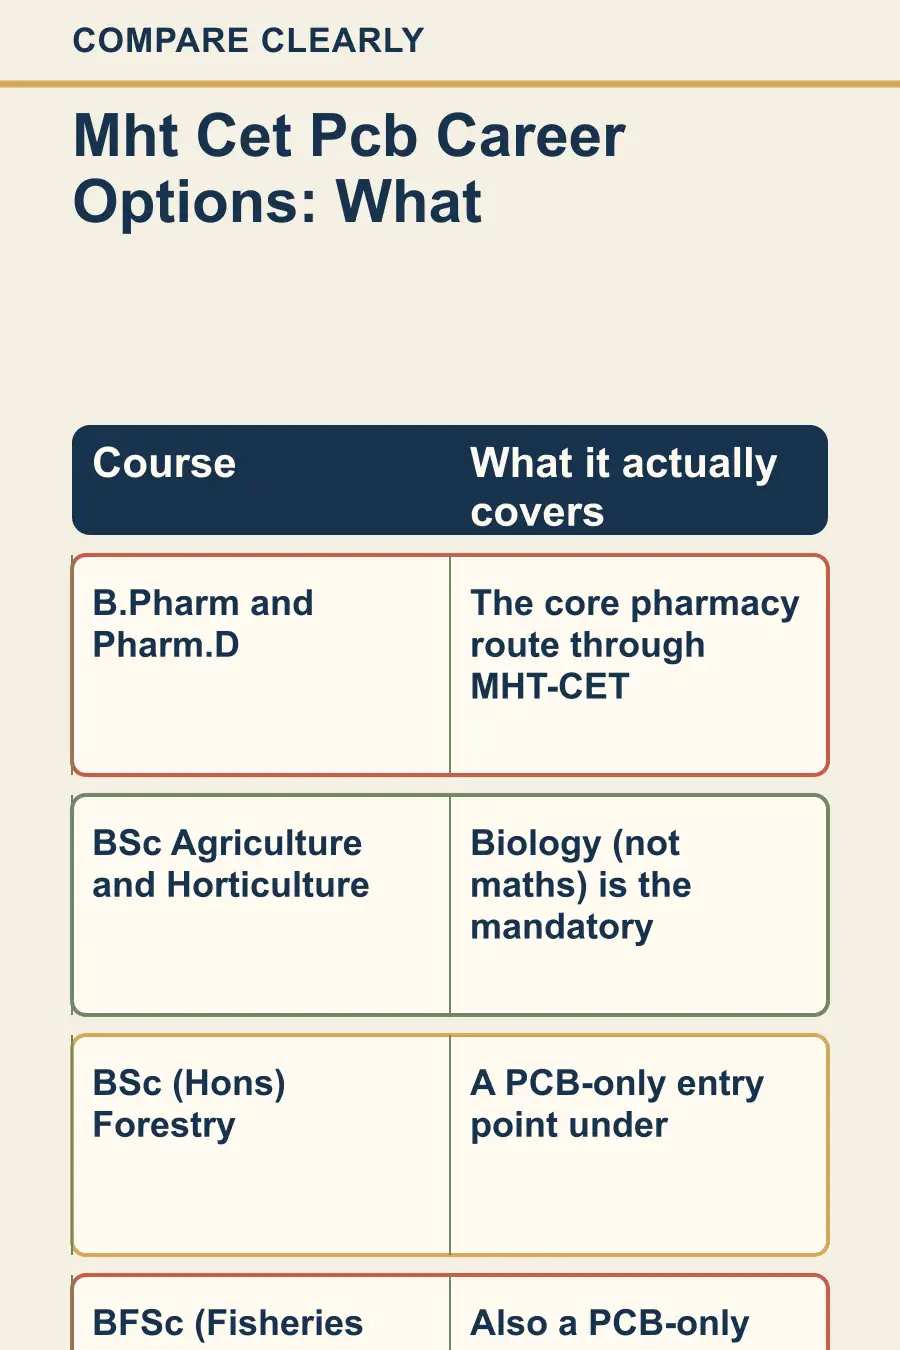 COMPARE CLEARLY
Mht Cet Pcb Career
Options: What
Course
What it actually
covers
B.Pharm and
Pharm.D
The core pharmacy
route through
MHT-CET
BSc Agriculture
and Horticulture
Biology (not
maths) is the
mandatory
BSc (Hons)
Forestry
A PCB-only entry
point under
BFSc (Fisheries
Also a PCB-only